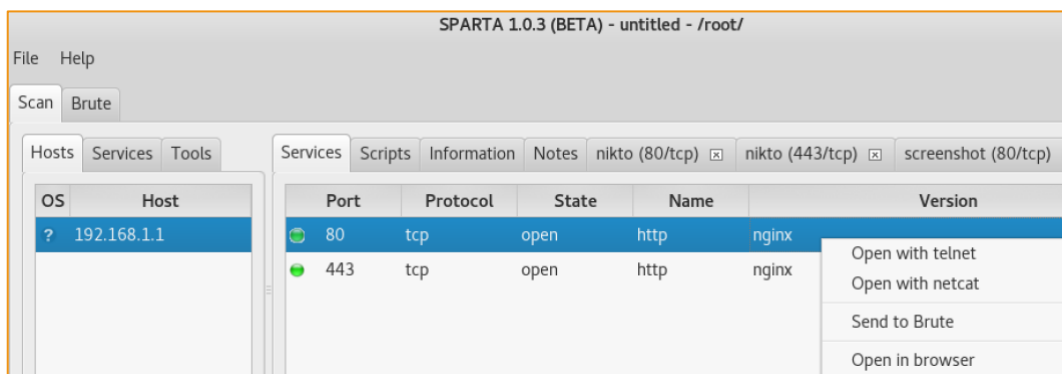 SPARTA 1.0.3 (BETA) - untitled - /root/
File Help
Scan Brute
Hosts Services Tools Services Scripts Information Notes nikto (80/tcp) nikto (443/tcp) screenshot (80/tcp)
OS Host Port Protocol State Name Version
? 192.168.1.1 80 tcp open http nginx
443 tcp open http nginx
Open with telnet
Open with netcat
Send to Brute
Open in browser